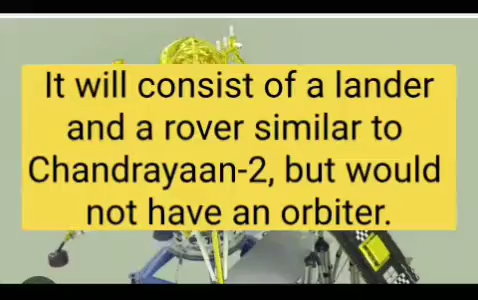 It will consist of a lander
and a rover similar to
Chandrayaan-2, but would
not have an orbiter.